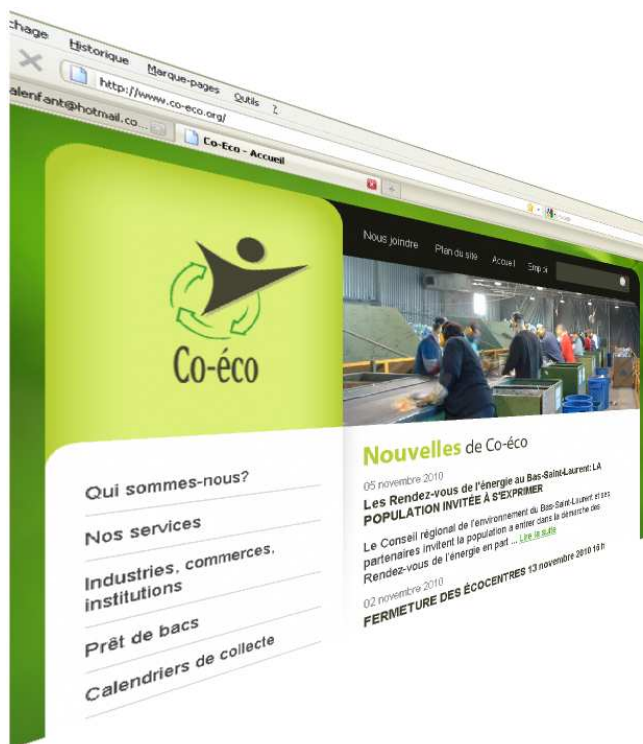 chage Historique Marque-pages Outils ?
http://www.co-eco.org/
alenfant@hotmail.co...
Co-Eco - Accueil
Nous joindre Plan du site Accueil Emploi
Co-éco
Nouvelles de Co-éco
05 novembre 2010
Les Rendez-vous de l'énergie au Bas-Saint-Laurent: LA
POPULATION INVITÉE À S'EXPRIMER
Le Conseil régional de l'environnement du Bas-Saint-Laurent et ses
partenaires invitent la population a entrer dans la démarche des
Rendez-vous de l'énergie en part ... Lire la suite
02 novembre 2010
FERMETURE DES ÉCOCENTRES 13 novembre 2010 16 h
Qui sommes-nous?
Nos services
Industries, commerces,
institutions
Prêt de bacs
Calendriers de collecte